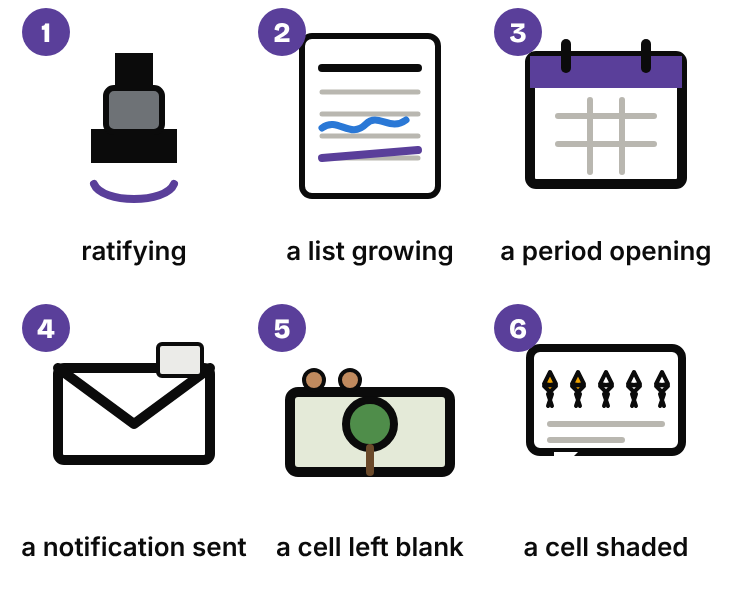 1
2
3
ratifying
a list growing
a period opening
4
5
6
a notification sent
a cell left blank
a cell shaded